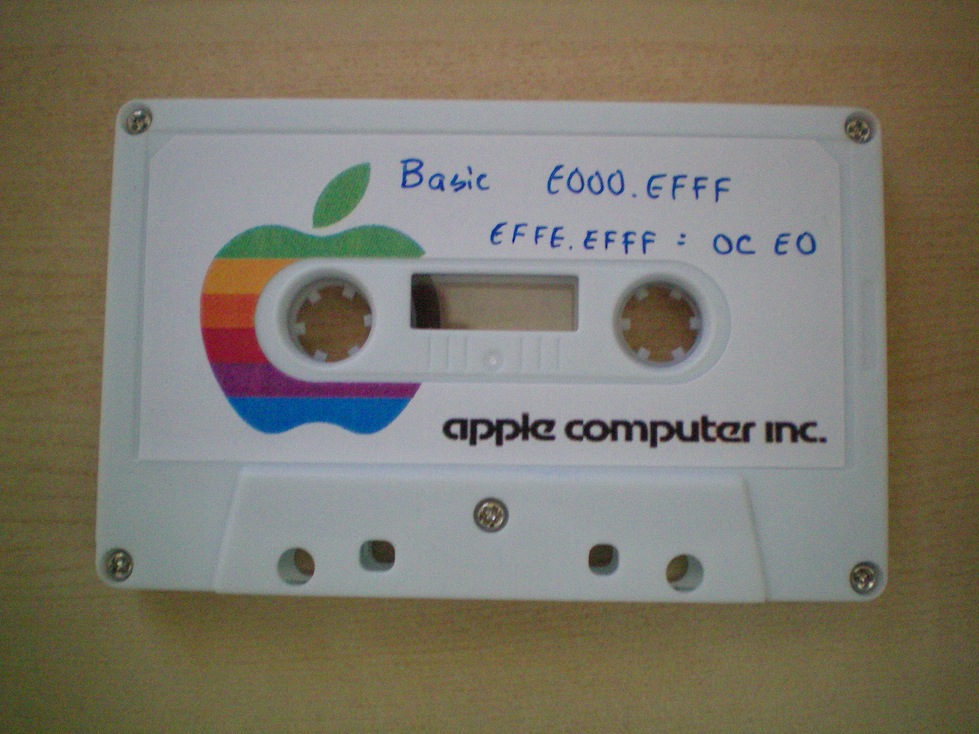 Basic E000.EFFF
EFFE.EFFF : 0C E0
apple computer inc.